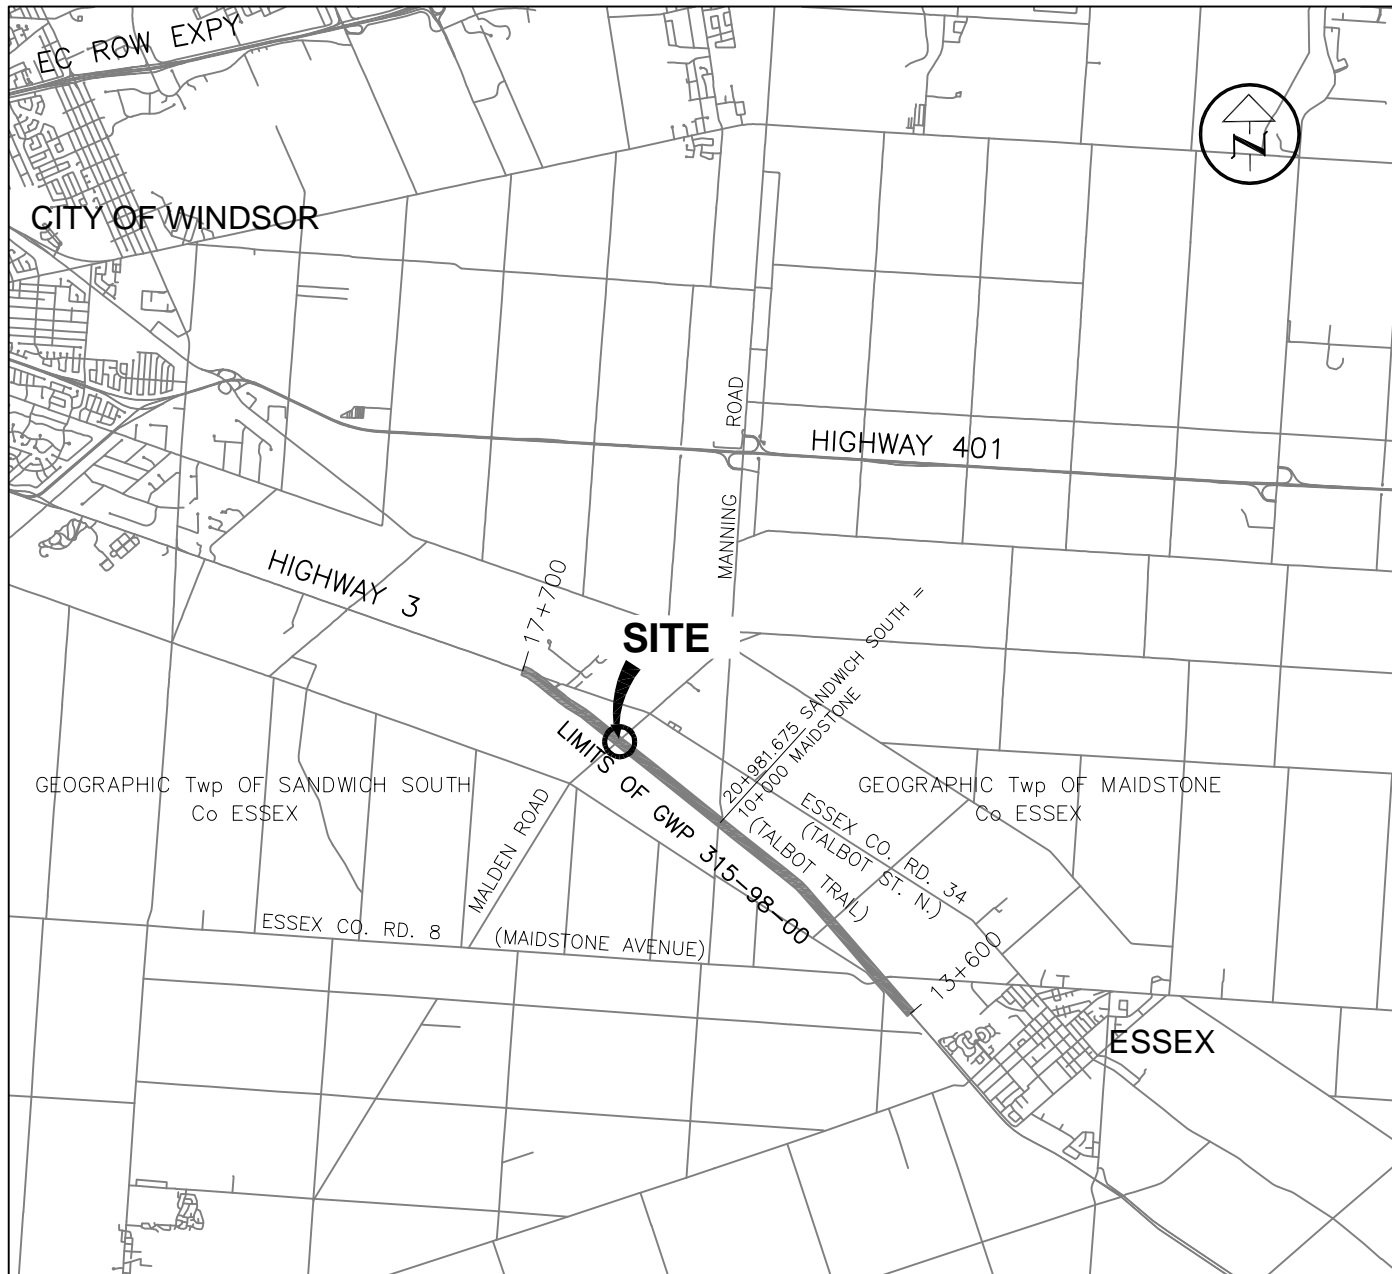 EC ROW EXPY
N
CITY OF WINDSOR
ROAD
HIGHWAY 401
MANNING
HIGHWAY 3
17+700
SITE
20+981.675 SANDWICH SOUTH =
10+000 MAIDSTONE
LIMITS OF GWP 315-98-00
GEOGRAPHIC Twp OF SANDWICH SOUTH
Co ESSEX
GEOGRAPHIC Twp OF MAIDSTONE
Co ESSEX
MALDEN ROAD
ESSEX CO. RD. 34
(TALBOT ST. N.)
(TALBOT TRAIL)
ESSEX CO. RD. 8
(MAIDSTONE AVENUE)
13+600
ESSEX